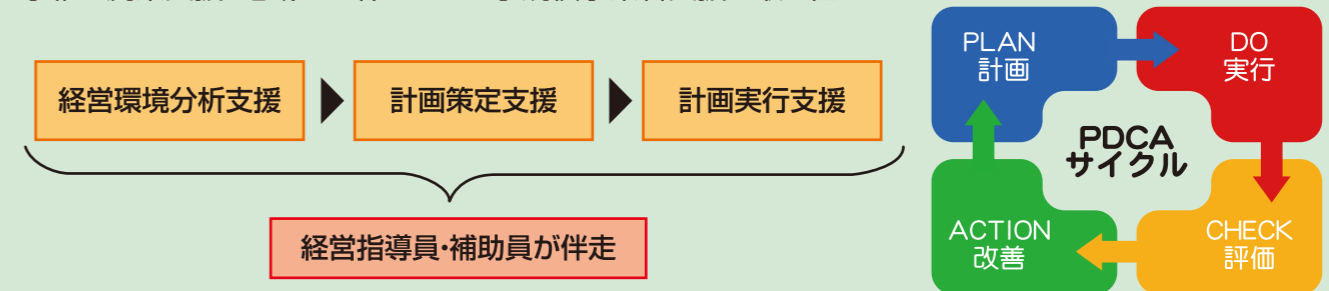 経営環境分析支援
計画策定支援
計画実行支援
経営指導員・補助員が伴走
PLAN
計画
DO
実行
PDCA
サイクル
ACTION
改善
CHECK
評価